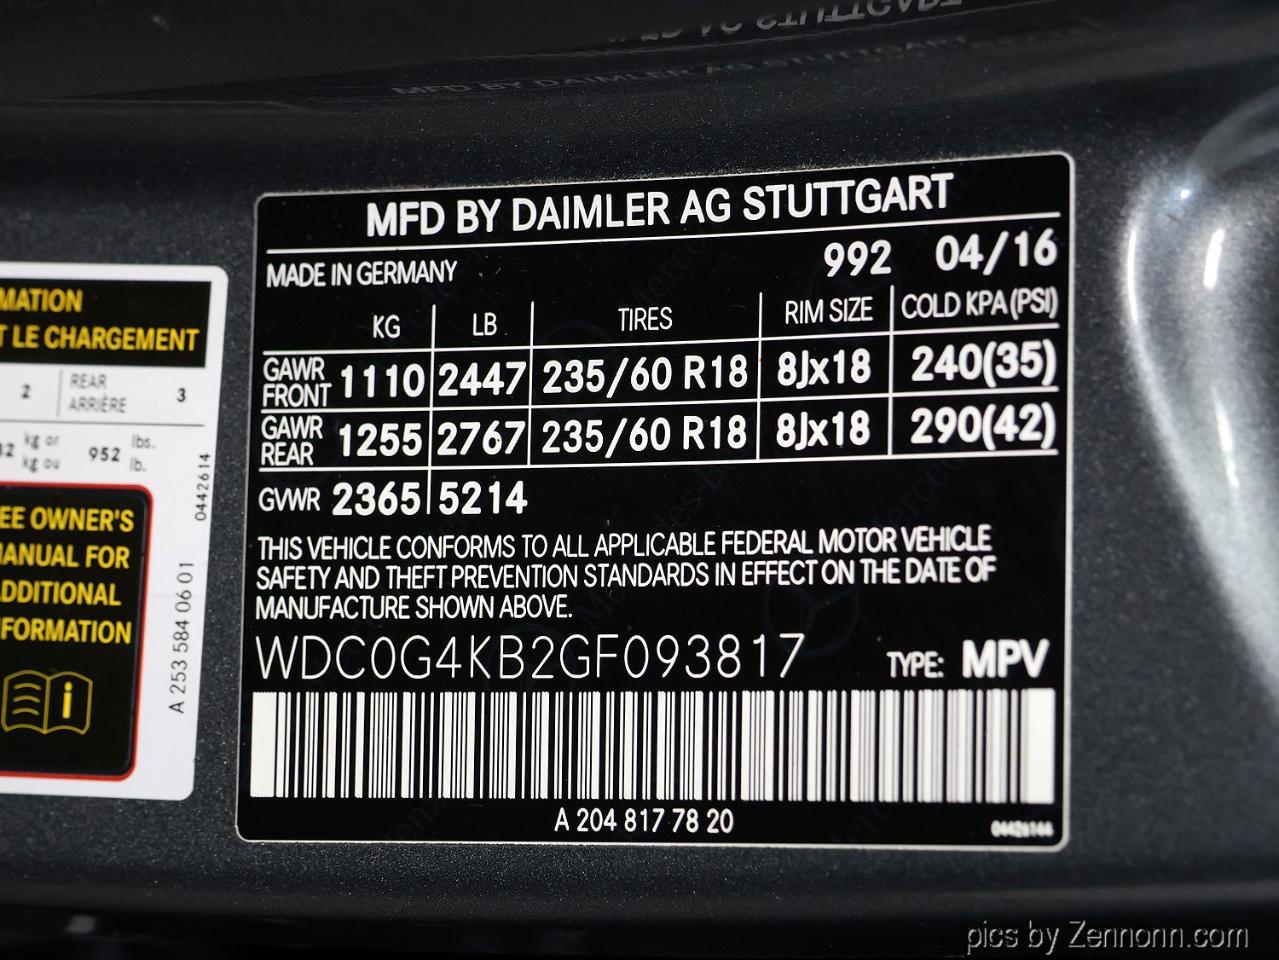 MFD BY DAIMLER AG STUTTGART
MADE IN GERMANY 992 04/16
KG LB TIRES RIM SIZE COLD KPA(PSI)
GAWR FRONT 1110 2447 235/60 R18 8Jx18 240(35)
GAWR REAR 1255 2767 235/60 R18 8Jx18 290(42)
GVWR 2365 5214
THIS VEHICLE CONFORMS TO ALL APPLICABLE FEDERAL MOTOR VEHICLE
SAFETY AND THEFT PREVENTION STANDARDS IN EFFECT ON THE DATE OF
MANUFACTURE SHOWN ABOVE.
WDC0G4KB2GF093817 TYPE: MPV
A 204 817 78 20
MATION
T LE CHARGEMENT
2 REAR ARRIÈRE 3
kg or lbs.
952
kg ou lb.
EE OWNER'S
MANUAL FOR
ADDITIONAL
FORMATION
i
0442614
A 253 584 06 01
MFD BY DAIMLER AG STUTTGART
pics by Zennonn.com